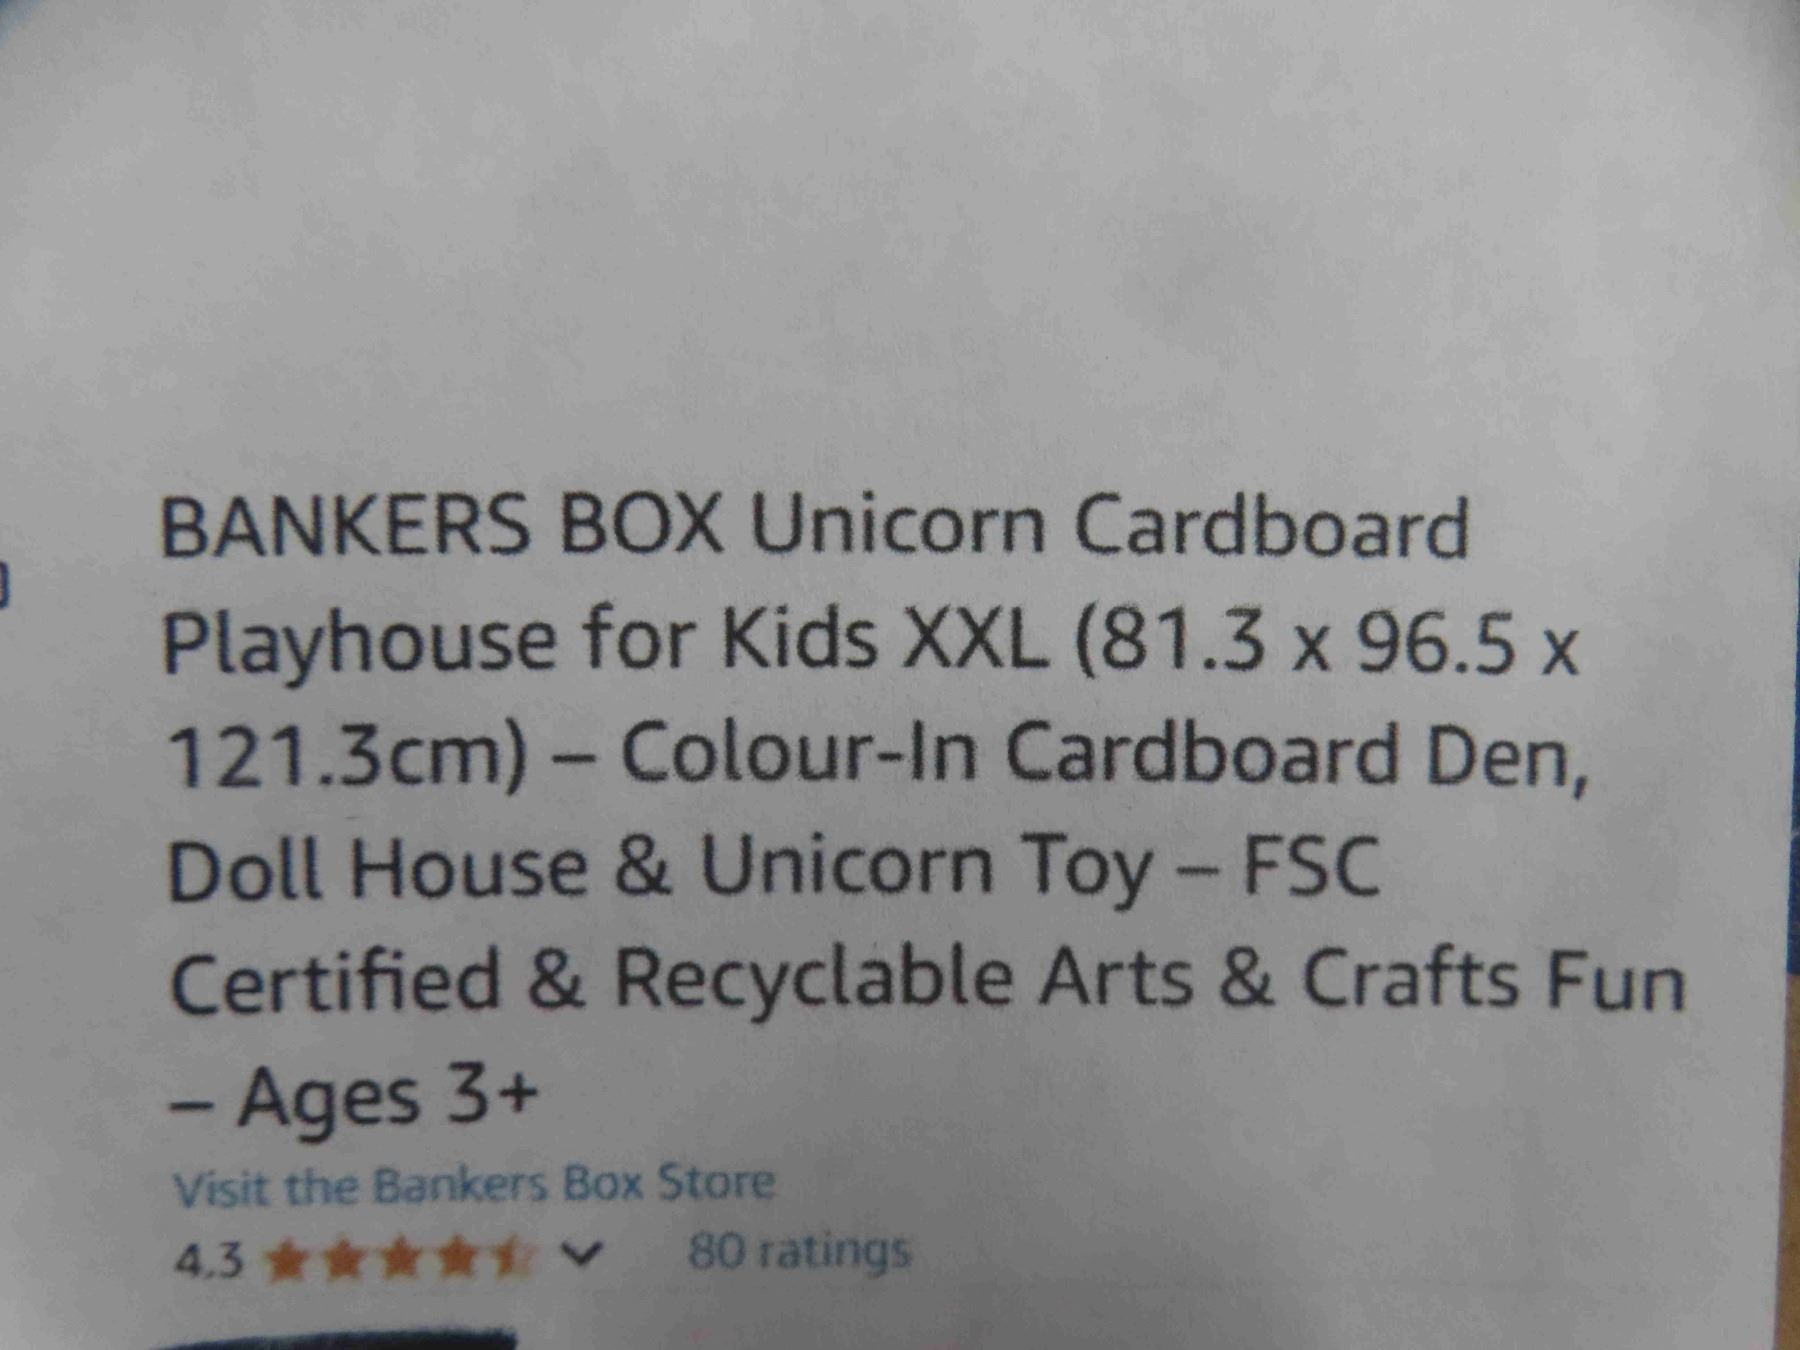 BANKERS BOX Unicorn Cardboard
Playhouse for Kids XXL (81.3 x 96.5 x
121.3cm) – Colour-In Cardboard Den,
Doll House & Unicorn Toy – FSC
Certified & Recyclable Arts & Crafts Fun
– Ages 3+
Visit the Bankers Box Store
4.3 80 ratings